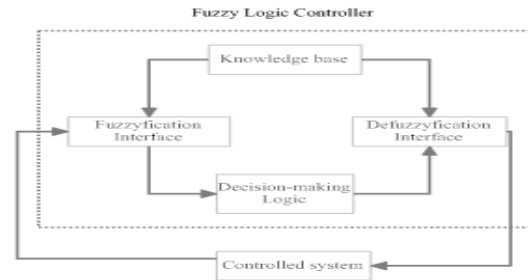 Fuzzy Logic Controller
Knowledge base
Fuzzyfication
Interface
Defuzzyfication
Interface
Decision-making
Logic
Controlled system